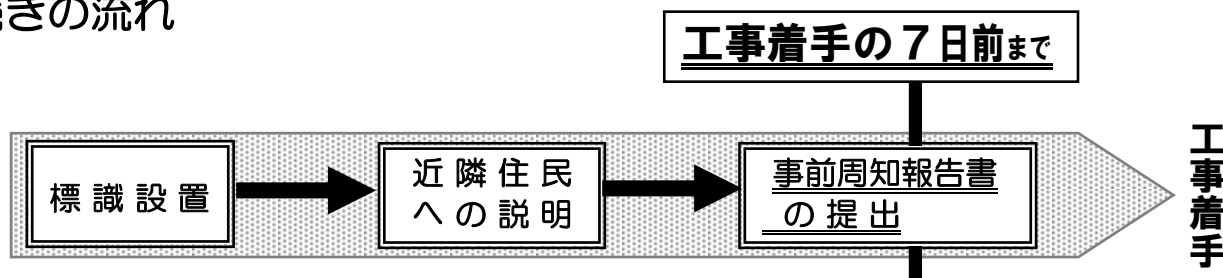 きの流れ
工事着手の７日前まで
標識設置
近隣住民
への説明
事前周知報告書
の提出
工事着手